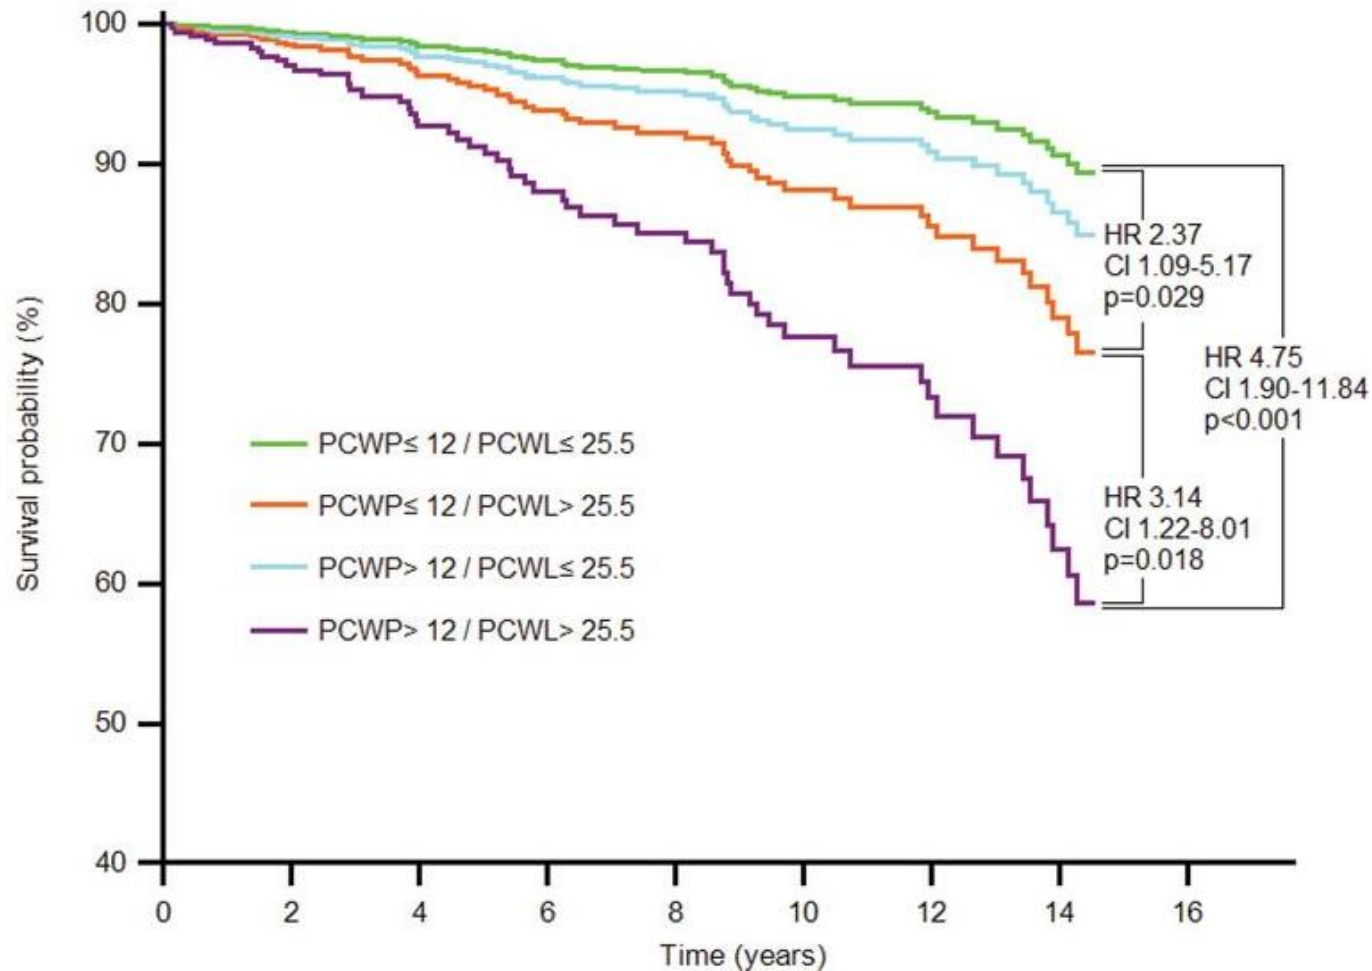 100
90
80
70
60
50
40
Survival probability (%)
0 2 4 6 8 10 12 14 16
Time (years)
PCWP≤ 12 / PCWL≤ 25.5
PCWP≤ 12 / PCWL> 25.5
PCWP> 12 / PCWL≤ 25.5
PCWP> 12 / PCWL> 25.5
HR 2.37
CI 1.09-5.17
p=0.029
HR 4.75
CI 1.90-11.84
p<0.001
HR 3.14
CI 1.22-8.01
p=0.018